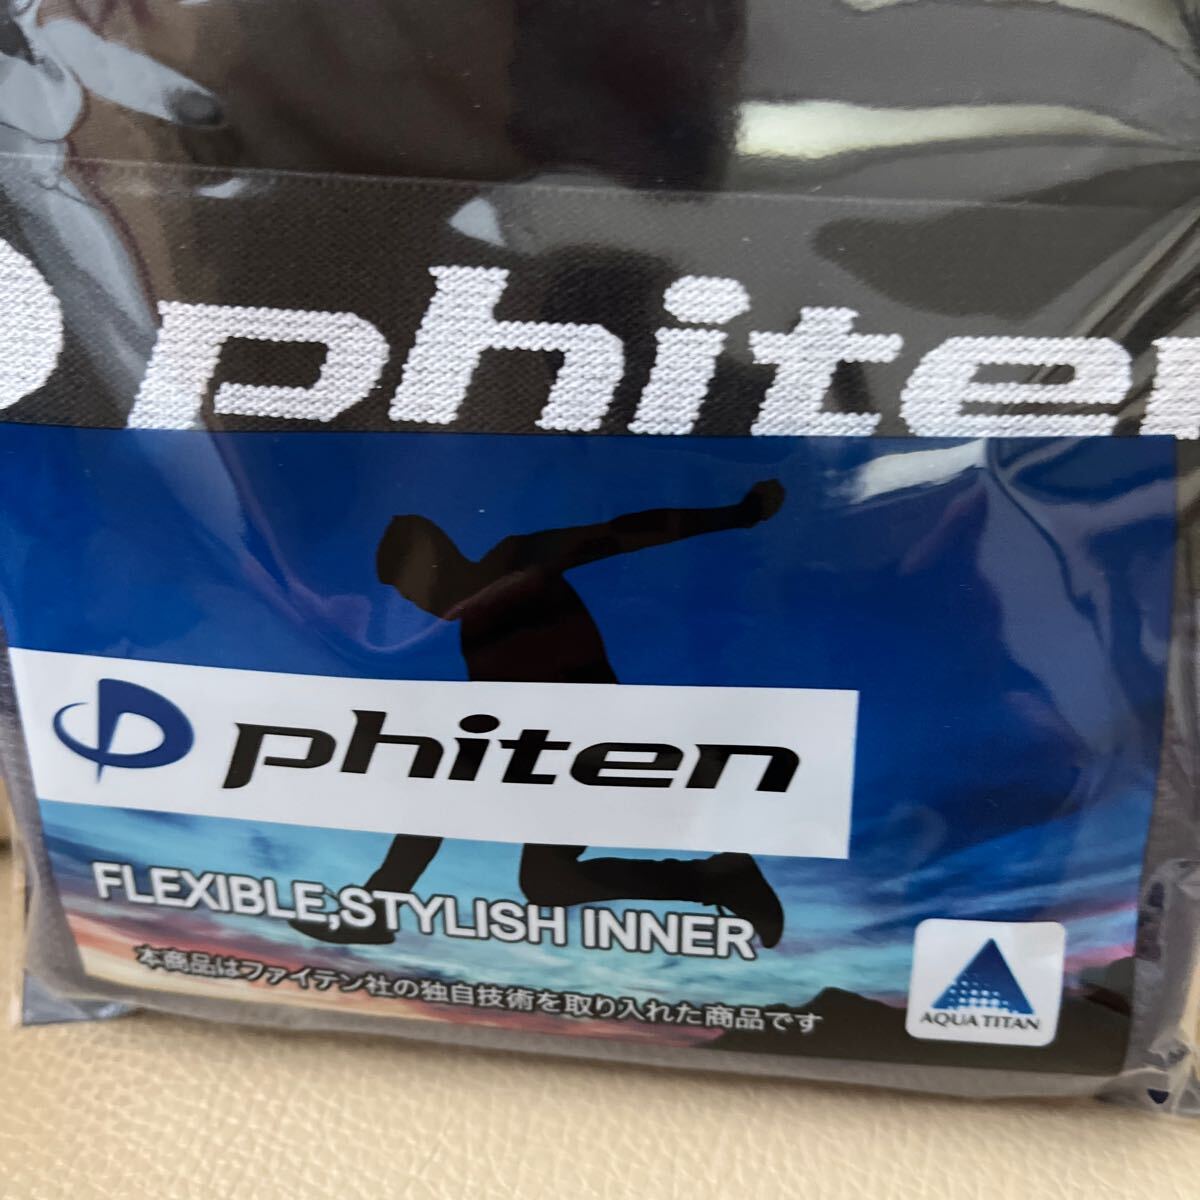 phiten
phiten
FLEXIBLE,STYLISH INNER
本商品はファイテン社の独自技術を取り入れた商品です
AQUA TITAN